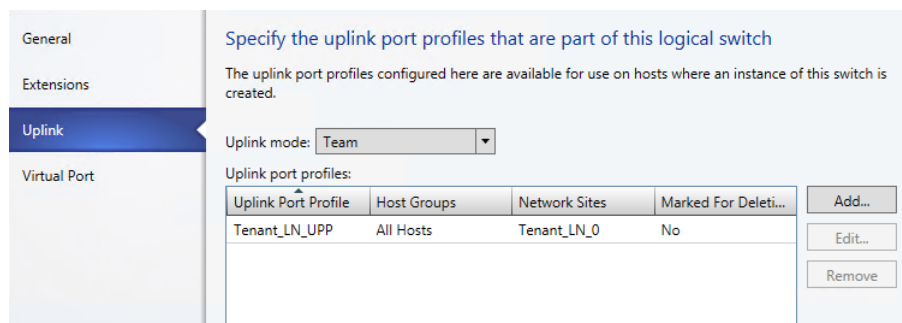 General
Extensions
Uplink
Virtual Port
Specify the uplink port profiles that are part of this logical switch
The uplink port profiles configured here are available for use on hosts where an instance of this switch is
created.
Uplink mode: Team
Uplink port profiles:
Uplink Port Profile Host Groups Network Sites Marked For Deleti... Add...
Tenant_LN_UPP All Hosts Tenant_LN_0 No Edit...
Remove